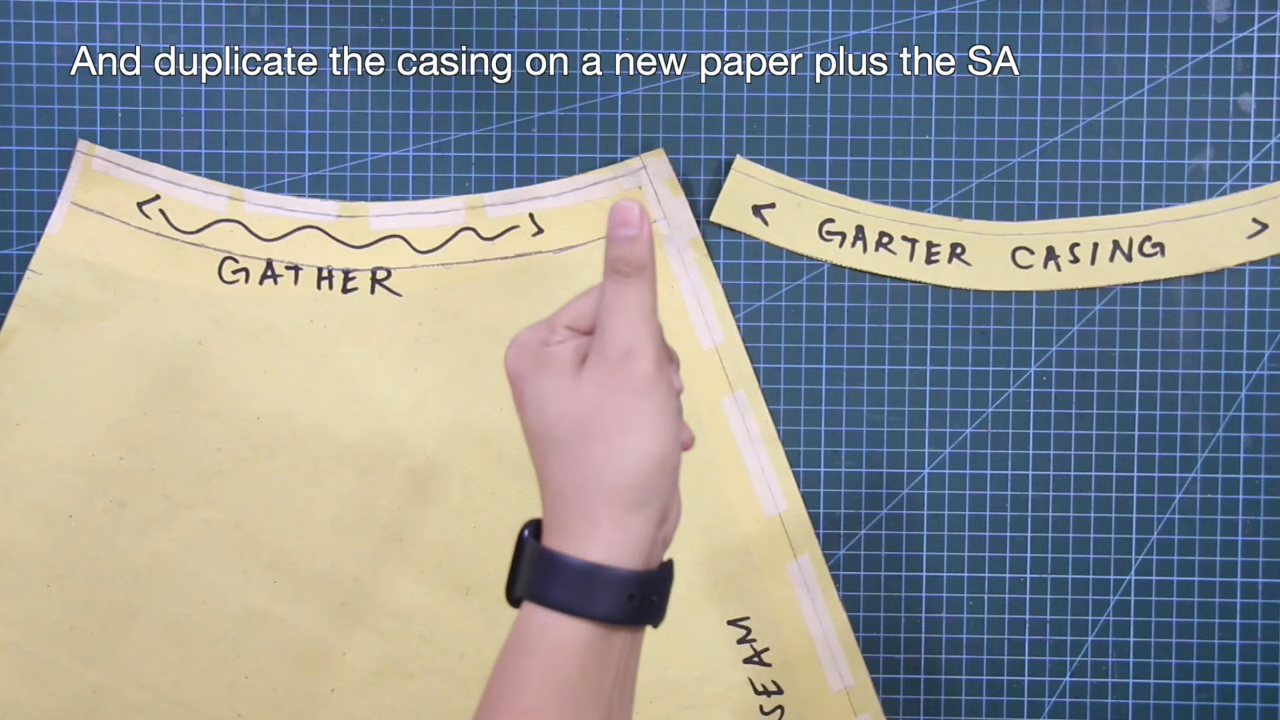 And duplicate the casing on a new paper plus the SA
GATHER
GARTER CASING
SEAM